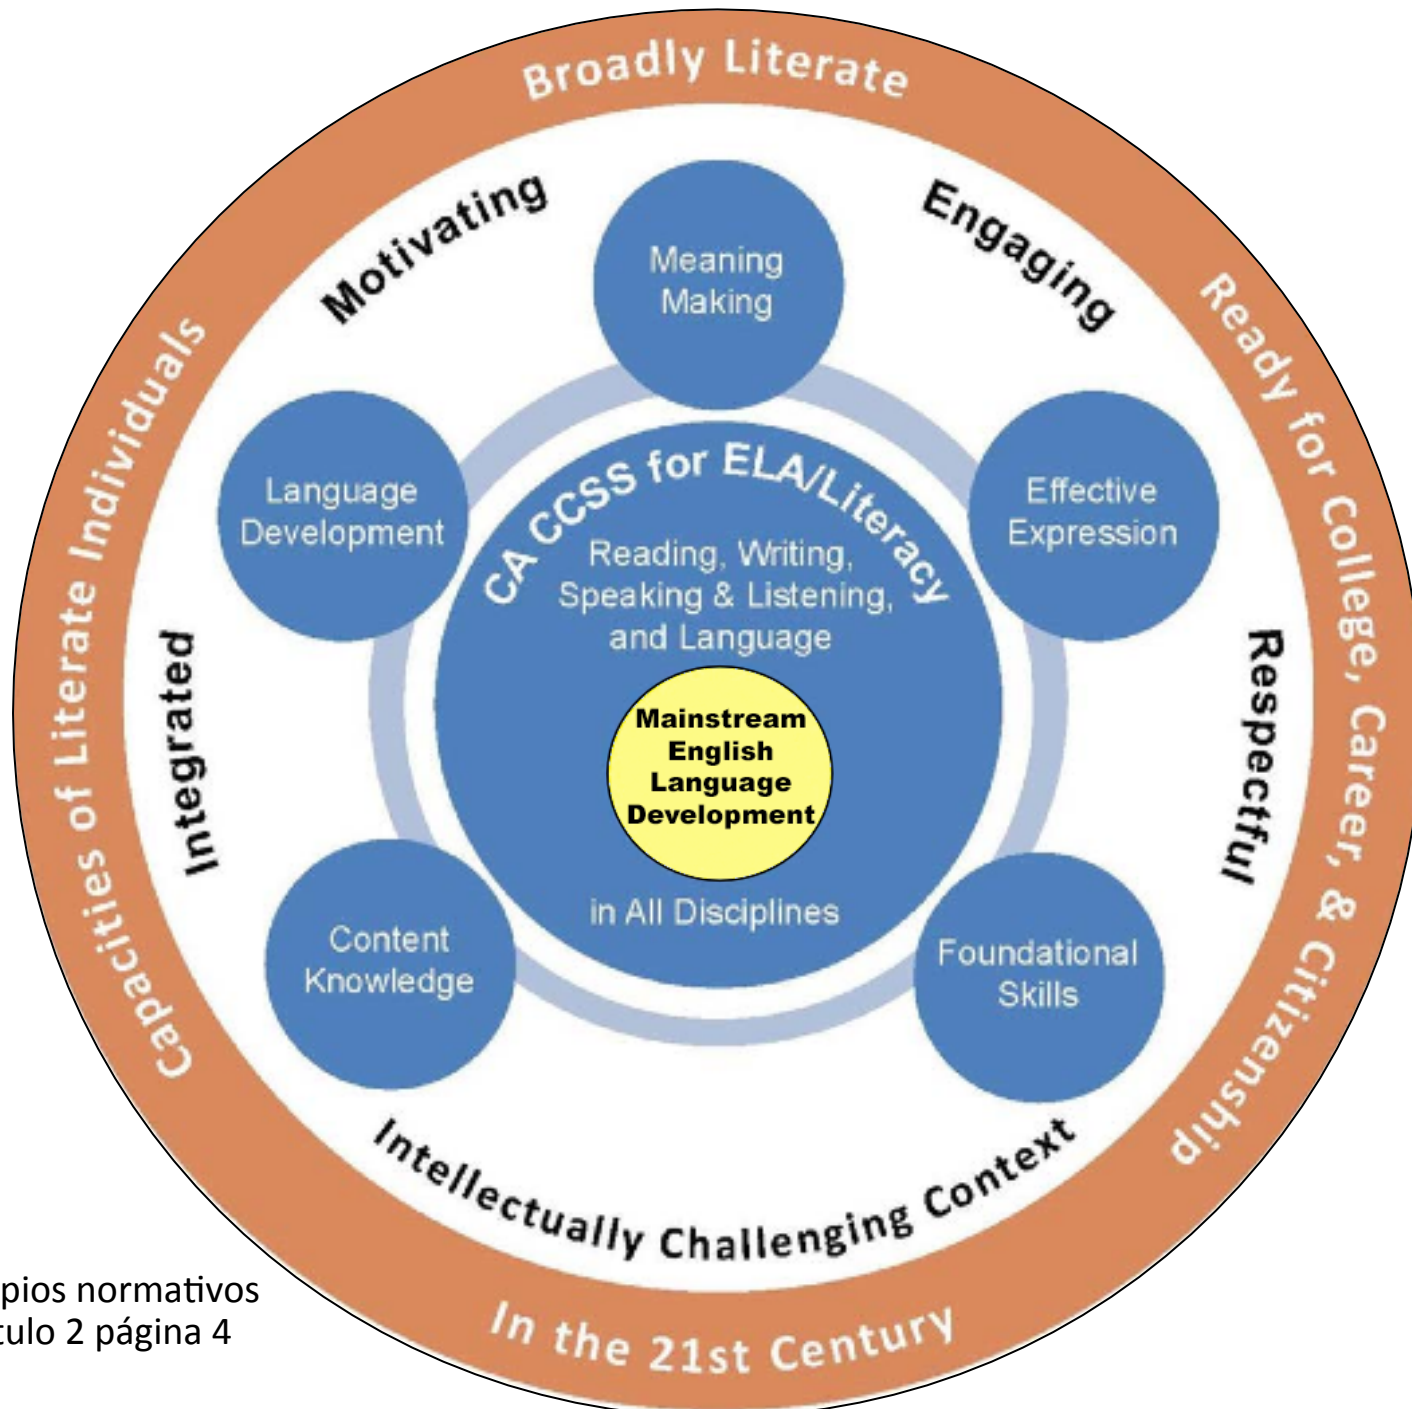 Broadly Literate
Ready for College, Career, & Citizenship
In the 21st Century
Capacities of Literate Individuals
Motivating
Engaging
Respectful
Intellectually Challenging Context
Integrated
Meaning
Making
Effective
Expression
Foundational
Skills
Content
Knowledge
Language
Development
CA CCSS for ELA/Literacy
Reading, Writing,
Speaking & Listening,
and Language
Mainstream
English
Language
Development
in All Disciplines
normativos
2 página 4